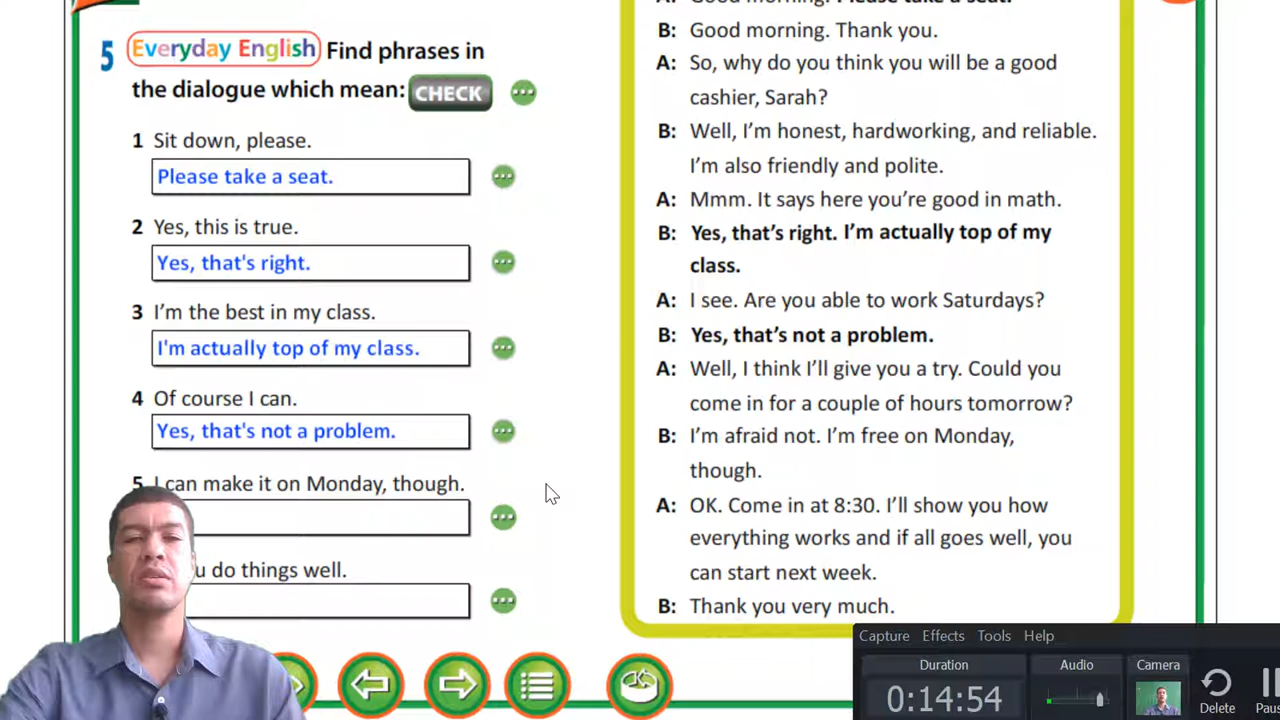 5 Everyday English Find phrases in
the dialogue which mean: CHECK
1 Sit down, please.
Please take a seat.
2 Yes, this is true.
Yes, that's right.
3 I'm the best in my class.
I'm actually top of my class.
4 Of course I can.
Yes, that's not a problem.
5 I can make it on Monday, though.
u do things well.
A: Good morning. Please take a seat.
B: Good morning. Thank you.
A: So, why do you think you will be a good
cashier, Sarah?
B: Well, I'm honest, hardworking, and reliable.
I'm also friendly and polite.
A: Mmm. It says here you're good in math.
B: Yes, that's right. I'm actually top of my
class.
A: I see. Are you able to work Saturdays?
B: Yes, that's not a problem.
A: Well, I think I'll give you a try. Could you
come in for a couple of hours tomorrow?
B: I'm afraid not. I'm free on Monday,
though.
A: OK. Come in at 8:30. I'll show you how
everything works and if all goes well, you
can start next week.
B: Thank you very much.
Capture Effects Tools Help
Duration Audio Camera
0:14:54
Delete Paus